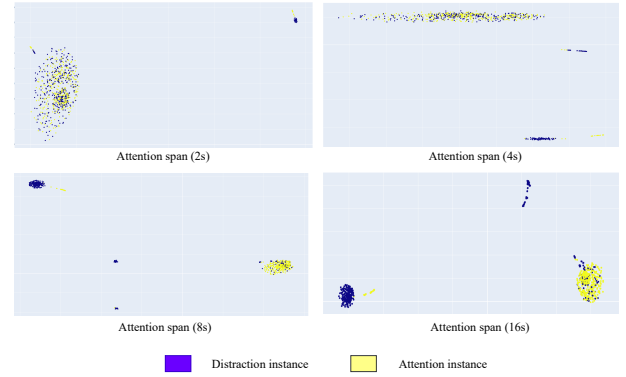 Attention span (2s)
Attention span (4s)
Attention span (8s)
Attention span (16s)
Distraction instance
Attention instance